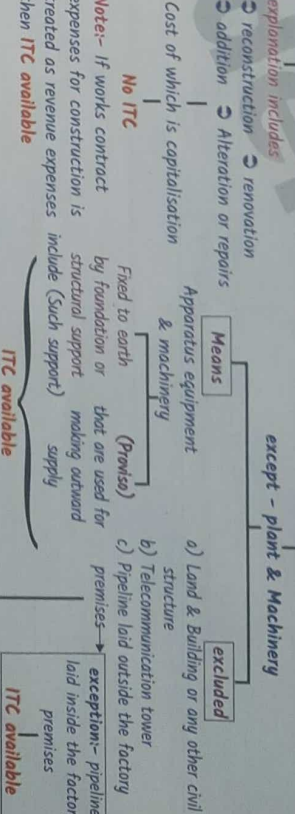 explanation includes
➲ reconstruction ➲ renovation
➲ addition ➲ Alteration or repairs
Cost of which is capitalisation
No ITC
Note:- If works contract
expenses for construction is
treated as revenue expenses
then ITC available
except - plant & Machinery
Means
Apparatus equipment
& machinery
Fixed to earth
by foundation or
structural support
include (Such support)
(Proviso)
that are used for
making outward
supply
ITC available
excluded
a) Land & Building or any other civil
structure
b) Telecommunication tower
c) Pipeline laid outside the factory
premises
exception:- pipeline
laid inside the factory
premises
ITC available